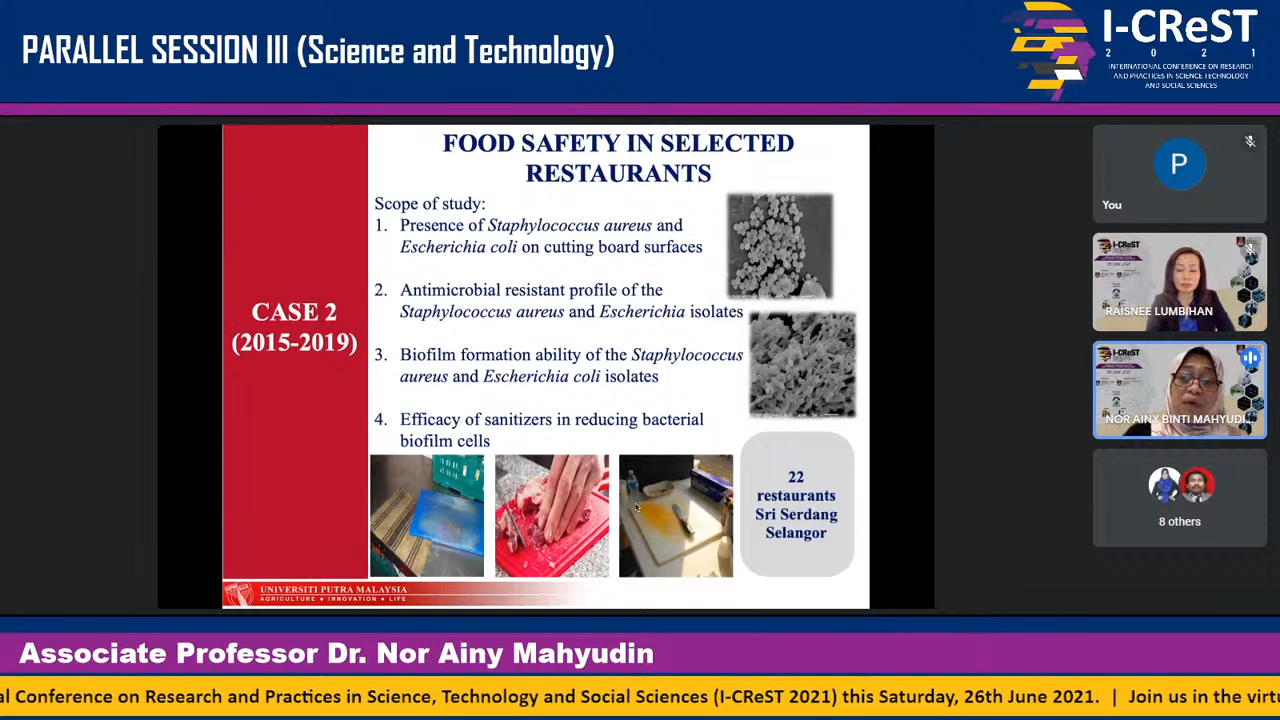 PARALLEL SESSION III (Science and Technology)
I-CReST
2 0 2 1
INTERNATIONAL CONFERENCE ON RESEARCH
AND PRACTICES IN SCIENCE TECHNOLOGY
AND SOCIAL SCIENCES
CASE 2
(2015-2019)
FOOD SAFETY IN SELECTED
RESTAURANTS
Scope of study:
1. Presence of Staphylococcus aureus and
Escherichia coli on cutting board surfaces
2. Antimicrobial resistant profile of the
Staphylococcus aureus and Escherichia isolates
3. Biofilm formation ability of the Staphylococcus
aureus and Escherichia coli isolates
4. Efficacy of sanitizers in reducing bacterial
biofilm cells
22
restaurants
Sri Serdang
Selangor
UNIVERSITI PUTRA MALAYSIA
AGRICULTURE • INNOVATION • LIFE
P
You
I-CReST
RAISNEE LUMBIHAN
I-CReST
NOR AINY BINTI MAHYUDI...
8 others
Associate Professor Dr. Nor Ainy Mahyudin
al Conference on Research and Practices in Science, Technology and Social Sciences (I-CReST 2021) this Saturday, 26th June 2021. | Join us in the virtu